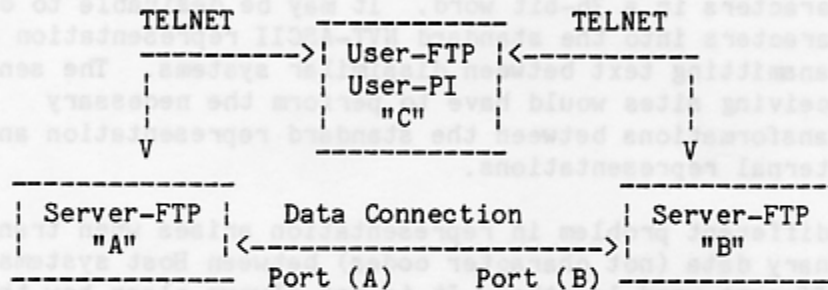 TELNET TELNET
User-FTP
User-PI
"C"
Server-FTP Data Connection Server-FTP
"A" "B"
Port (A) Port (B)